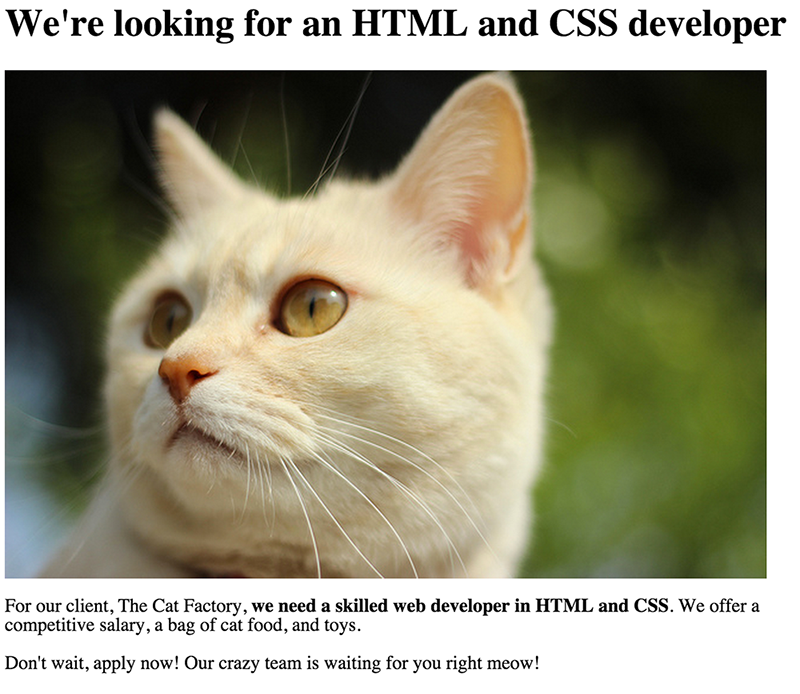 We're looking for an HTML and CSS developer
For our client, The Cat Factory, we need a skilled web developer in HTML and CSS. We offer a
competitive salary, a bag of cat food, and toys.
Don't wait, apply now! Our crazy team is waiting for you right meow!